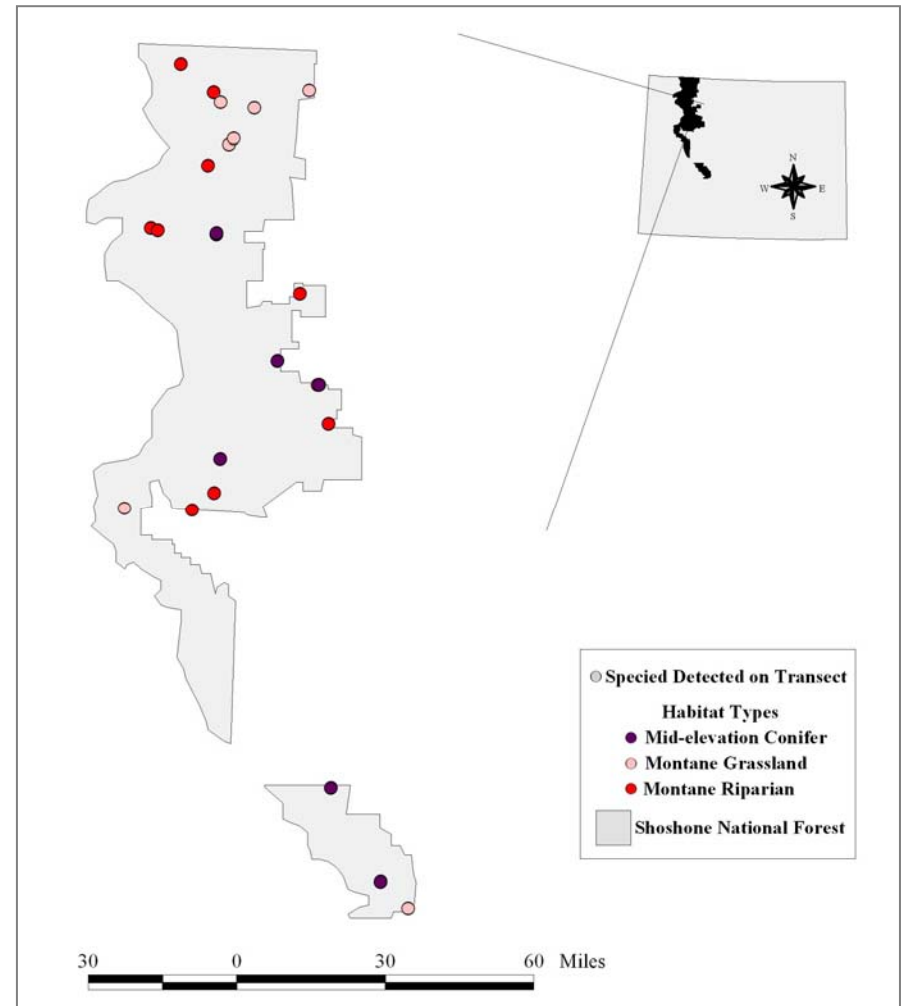 N
W E
S
Specied Detected on Transect
Habitat Types
Mid-elevation Conifer
Montane Grassland
Montane Riparian
Shoshone National Forest
30 0 30 60 Miles